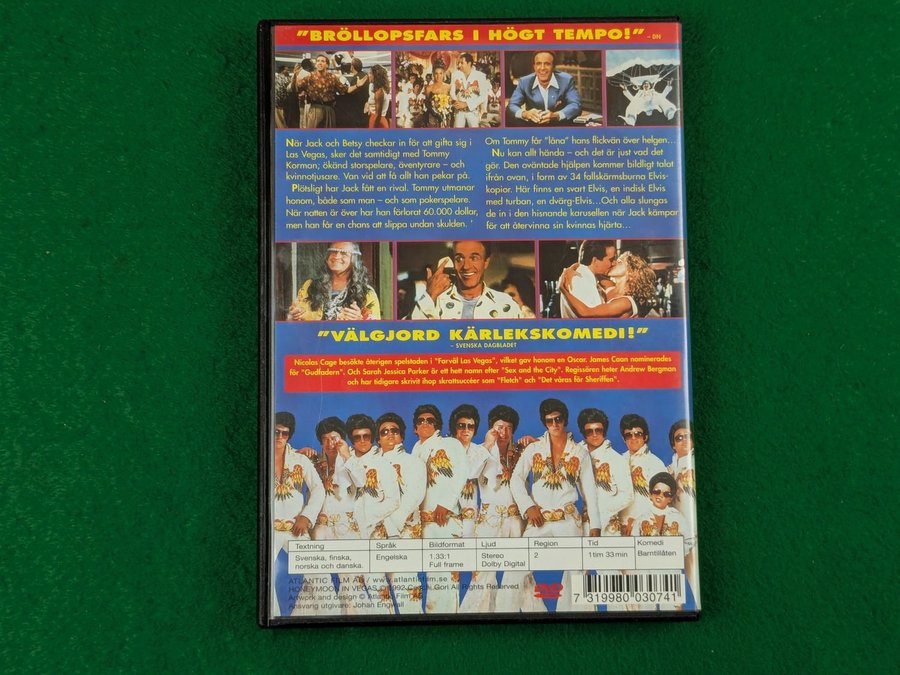 "BRÖLLOPSFARS I HÖGT TEMPO!" – DN
När Jack och Betsy checkar in för att gifta sig i
Las Vegas, sker det samtidigt med Tommy
Korman; ökänd storspelare, äventyrare – och
kvinnotjusare. Van vid att få allt han pekar på.
Plötsligt har Jack fått en rival. Tommy utmanar
honom, både som man – och som pokerspelare.
När natten är över har han förlorat 60.000 dollar,
men han får en chans att slippa undan skulden.
Om Tommy får "låna" hans flickvän över helgen...
Nu kan allt hända – och det är just vad det
gör. Den oväntade hjälpen kommer bildligt talat
ifrån ovan, i form av 34 fallskärmsburna Elvis-
kopior. Här finns en svart Elvis, en indisk Elvis
med turban, en dvärg-Elvis...Och alla slungas
de in i den hisnande karusellen när Jack kämpar
för att återvinna sin kvinnas hjärta...
"VÄLGJORD KÄRLEKSKOMEDI!"
– SVENSKA DAGBLADET
Nicolas Cage besökte återigen spelstaden i "Farväl Las Vegas", vilket gav honom en Oscar. James Caan nominerades
för "Gudfadern". Och Sarah Jessica Parker är ett hett namn efter "Sex and the City". Regissören heter Andrew Bergman
och har tidigare skrivit ihop skrattsuccéer som "Fletch" och "Det våras för Sheriffen".
Textning Språk Bildformat Ljud Region Tid Komedi
Svenska, finska, Engelska 1.33:1 Stereo 2 1 tim 33 min Barntillåten
norska och danska. Full frame Dolby Digital
ATLANTIC FILM AB / www.atlanticfilm.se
HONEYMOON IN VEGAS © 1992 Cecchi Gori All Rights Reserved
Artwork and design © Atlantic Film AB
Ansvarig utgivare: Johan Engwall
DVD
7 319980 030741